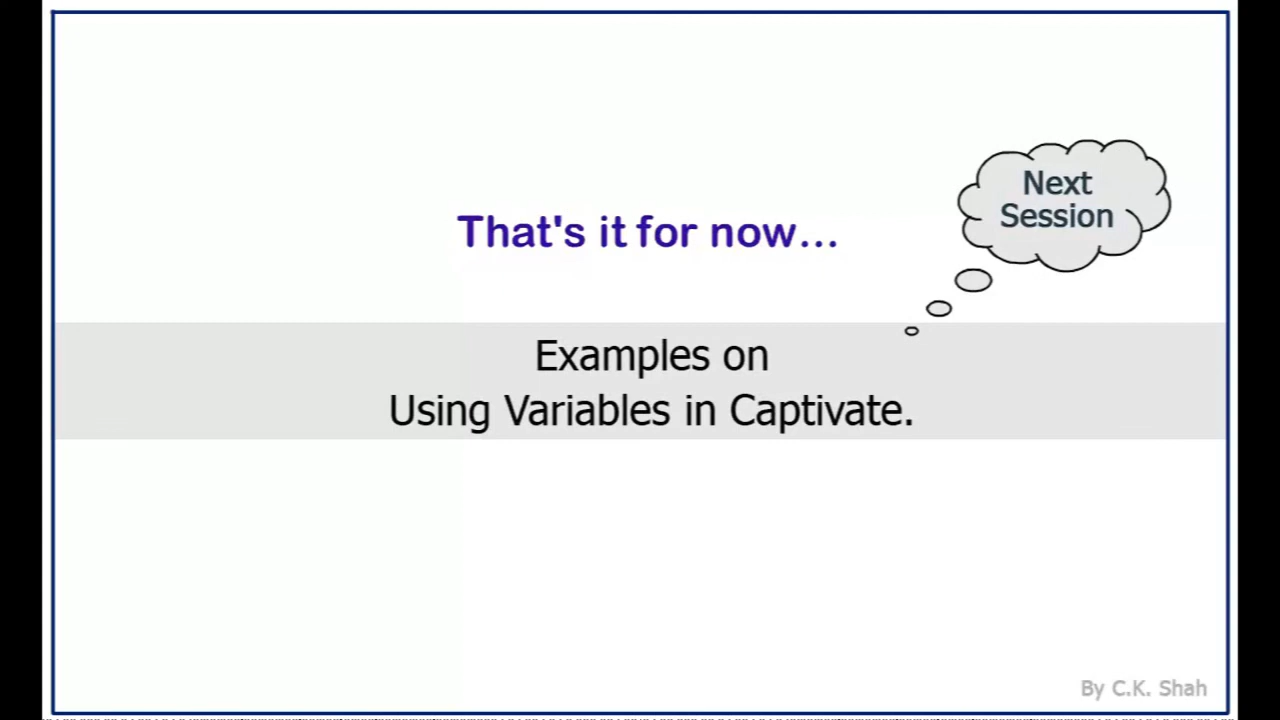 Next
Session
That's it for now...
Examples on
Using Variables in Captivate.
By C.K. Shah